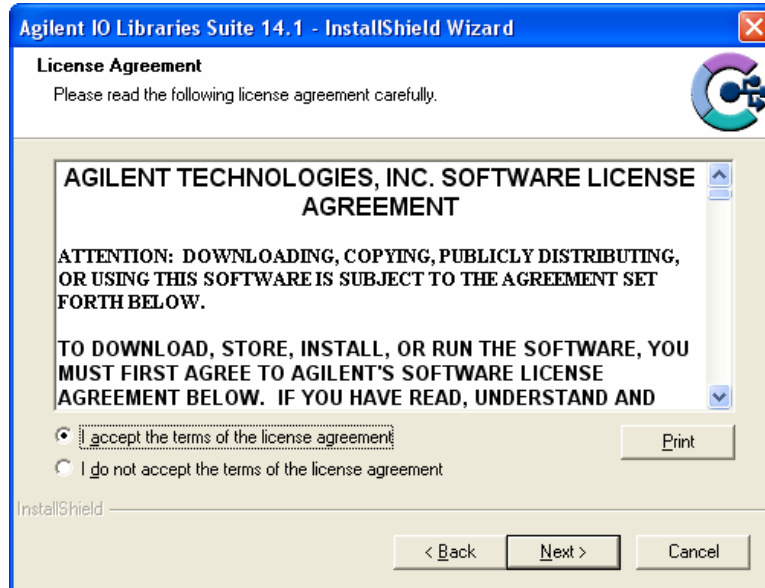 Agilent IO Libraries Suite 14.1 - InstallShield Wizard
License Agreement
Please read the following license agreement carefully.
AGILENT TECHNOLOGIES, INC. SOFTWARE LICENSE
AGREEMENT
ATTENTION: DOWNLOADING, COPYING, PUBLICLY DISTRIBUTING,
OR USING THIS SOFTWARE IS SUBJECT TO THE AGREEMENT SET
FORTH BELOW.
TO DOWNLOAD, STORE, INSTALL, OR RUN THE SOFTWARE, YOU
MUST FIRST AGREE TO AGILENT'S SOFTWARE LICENSE
AGREEMENT BELOW. IF YOU HAVE READ, UNDERSTAND AND
I accept the terms of the license agreement
Print
I do not accept the terms of the license agreement
InstallShield
< Back
Next >
Cancel